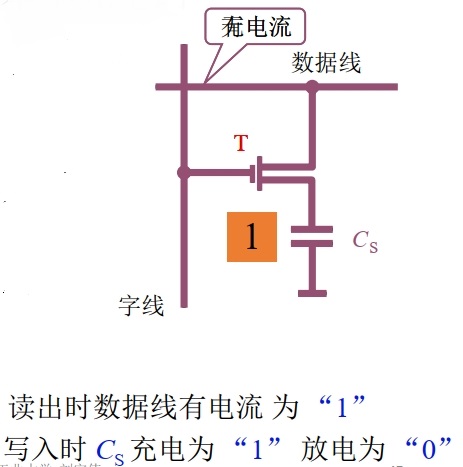 有电流
数据线
T
1
C_S
字线
读出时数据线有电流 为 “1”
写入时 C_S 充电为 “1” 放电为 “0”